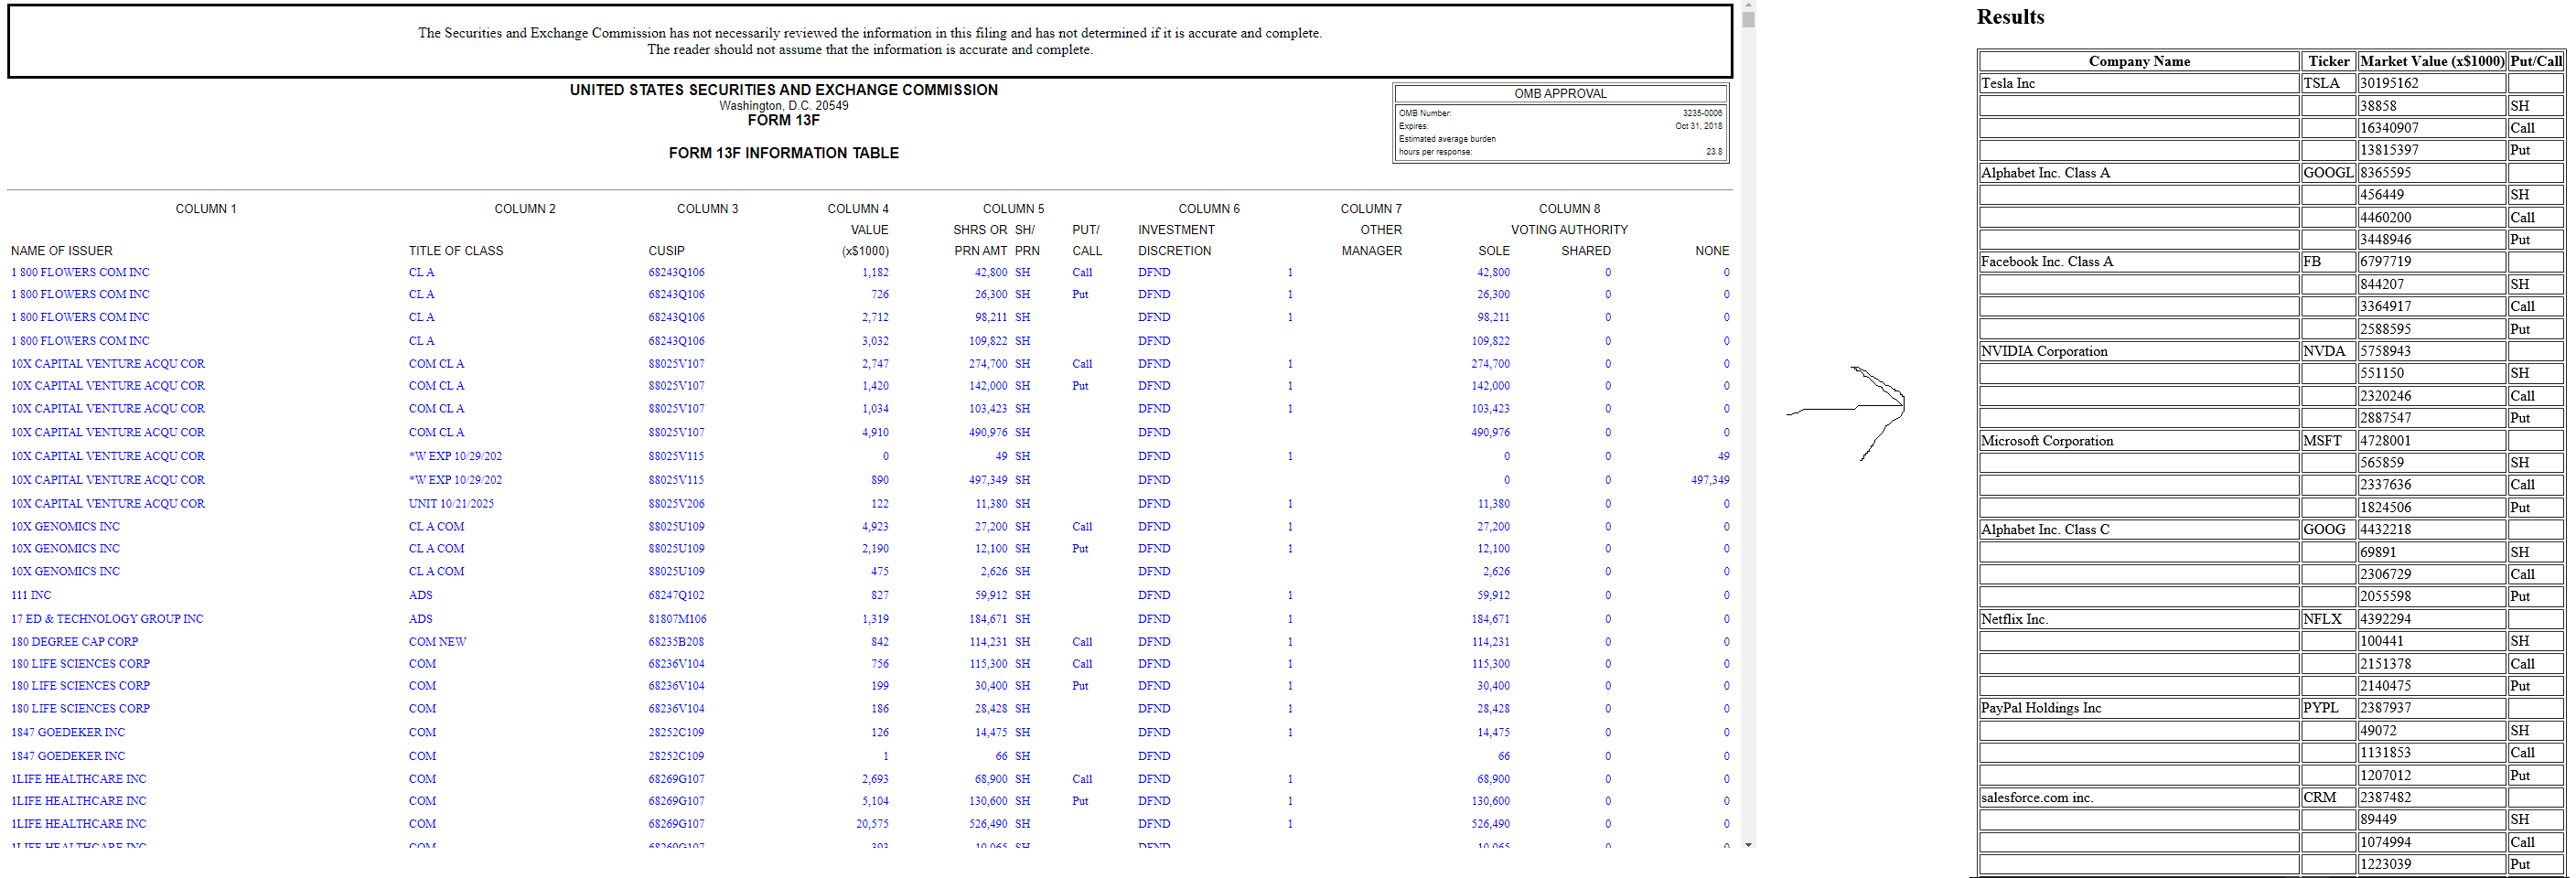 The Securities and Exchange Commission has not necessarily reviewed the information in this filing and has not determined if it is accurate and complete.
The reader should not assume that the information is accurate and complete.
UNITED STATES SECURITIES AND EXCHANGE COMMISSION
Washington, D.C. 20549
FORM 13F
FORM 13F INFORMATION TABLE
OMB APPROVAL
OMB Number: 3235-0006
Expires: Oct 31, 2018
Estimated average burden
hours per response: 23.8
COLUMN 1 COLUMN 2 COLUMN 3 COLUMN 4 COLUMN 5 COLUMN 6 COLUMN 7 COLUMN 8
VALUE SHRS OR SH/ PUT/ INVESTMENT OTHER VOTING AUTHORITY
NAME OF ISSUER TITLE OF CLASS CUSIP (x$1000) PRN AMT PRN CALL DISCRETION MANAGER SOLE SHARED NONE
1 800 FLOWERS COM INC CL A 68243Q106 1,182 42,800 SH Call DFND 1 42,800 0 0
1 800 FLOWERS COM INC CL A 68243Q106 726 26,300 SH Put DFND 1 26,300 0 0
1 800 FLOWERS COM INC CL A 68243Q106 2,712 98,211 SH DFND 1 98,211 0 0
1 800 FLOWERS COM INC CL A 68243Q106 3,032 109,822 SH DFND 109,822 0 0
10X CAPITAL VENTURE ACQU COR COM CL A 88025V107 2,747 274,700 SH Call DFND 1 274,700 0 0
10X CAPITAL VENTURE ACQU COR COM CL A 88025V107 1,420 142,000 SH Put DFND 1 142,000 0 0
10X CAPITAL VENTURE ACQU COR COM CL A 88025V107 1,034 103,423 SH DFND 1 103,423 0 0
10X CAPITAL VENTURE ACQU COR COM CL A 88025V107 4,910 490,976 SH DFND 490,976 0 0
10X CAPITAL VENTURE ACQU COR *W EXP 10/29/202 88025V115 0 49 SH DFND 1 0 0 49
10X CAPITAL VENTURE ACQU COR *W EXP 10/29/202 88025V115 890 497,349 SH DFND 0 0 497,349
10X CAPITAL VENTURE ACQU COR UNIT 10/21/2025 88025V206 122 11,380 SH DFND 1 11,380 0 0
10X GENOMICS INC CL A COM 88025U109 4,923 27,200 SH Call DFND 1 27,200 0 0
10X GENOMICS INC CL A COM 88025U109 2,190 12,100 SH Put DFND 1 12,100 0 0
10X GENOMICS INC CL A COM 88025U109 475 2,626 SH DFND 2,626 0 0
111 INC ADS 68247Q102 827 59,912 SH DFND 1 59,912 0 0
17 ED & TECHNOLOGY GROUP INC ADS 81807M106 1,319 184,671 SH DFND 1 184,671 0 0
180 DEGREE CAP CORP COM NEW 68235B208 842 114,231 SH Call DFND 1 114,231 0 0
180 LIFE SCIENCES CORP COM 68236V104 756 115,300 SH Call DFND 1 115,300 0 0
180 LIFE SCIENCES CORP COM 68236V104 199 30,400 SH Put DFND 1 30,400 0 0
180 LIFE SCIENCES CORP COM 68236V104 186 28,428 SH DFND 1 28,428 0 0
1847 GOEDEKER INC COM 28252C109 126 14,475 SH DFND 1 14,475 0 0
1847 GOEDEKER INC COM 28252C109 1 66 SH DFND 66 0 0
1LIFE HEALTHCARE INC COM 68269G107 2,693 68,900 SH Call DFND 1 68,900 0 0
1LIFE HEALTHCARE INC COM 68269G107 5,104 130,600 SH Put DFND 1 130,600 0 0
1LIFE HEALTHCARE INC COM 68269G107 20,575 526,490 SH DFND 1 526,490 0 0
1LIFE HEALTHCARE INC COM 68269G107 393 10,065 SH DFND 10,065 0 0
Results
Company Name Ticker Market Value (x$1000) Put/Call
Tesla Inc TSLA 30195162
38858 SH
16340907 Call
13815397 Put
Alphabet Inc. Class A GOOGL 8365595
456449 SH
4460200 Call
3448946 Put
Facebook Inc. Class A FB 6797719
844207 SH
3364917 Call
2588595 Put
NVIDIA Corporation NVDA 5758943
551150 SH
2320246 Call
2887547 Put
Microsoft Corporation MSFT 4728001
565859 SH
2337636 Call
1824506 Put
Alphabet Inc. Class C GOOG 4432218
69891 SH
2306729 Call
2055598 Put
Netflix Inc. NFLX 4392294
100441 SH
2151378 Call
2140475 Put
PayPal Holdings Inc PYPL 2387937
49072 SH
1131853 Call
1207012 Put
salesforce.com inc. CRM 2387482
89449 SH
1074994 Call
1223039 Put